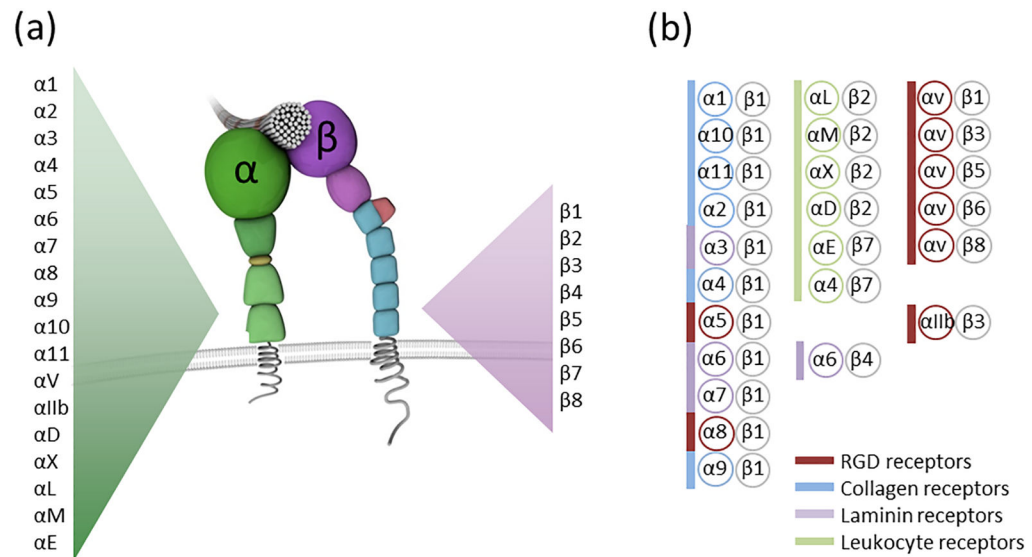 (a)
α1
α2
α3
α4
α5
α6
α7
α8
α9
α10
α11
αV
αIIb
αD
αX
αL
αM
αE
α
β
β1
β2
β3
β4
β5
β6
β7
β8
(b)
α1 β1
α10 β1
α11 β1
α2 β1
α3 β1
α4 β1
α5 β1
α6 β1
α7 β1
α8 β1
α9 β1
αL β2
αM β2
αX β2
αD β2
αE β7
α4 β7
α6 β4
αv β1
αv β3
αv β5
αv β6
αv β8
αIIb β3
RGD receptors
Collagen receptors
Laminin receptors
Leukocyte receptors